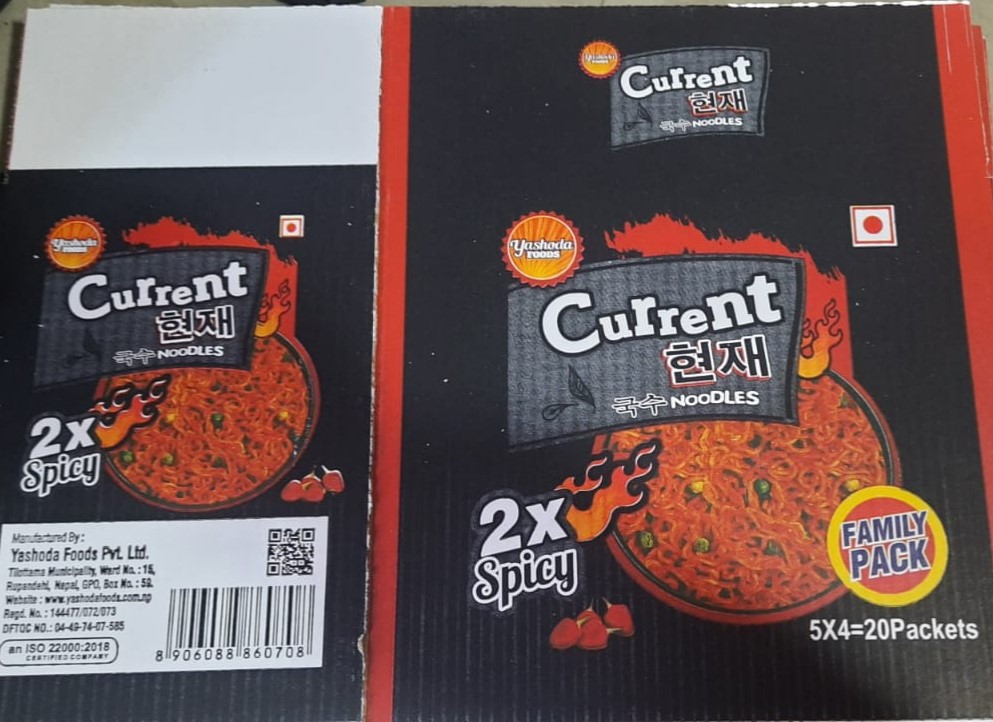 Yashoda
FOODS
Current
현재
국수 NOODLES
2x
Spicy
Manufactured By:
Yashoda Foods Pvt. Ltd.
Tilottama Municipality, Ward No.: 15,
Rupandehi, Nepal, GPO, Box No.: 59.
Website: www.yashodafoods.com.np
Regd. No.: 144477/072/073
DFTQC NO.: 04-49-74-07-585
an ISO 22000:2018
CERTIFIED COMPANY
8 906088 860708
Yashoda
FOODS
Current
현재
국수 NOODLES
Yashoda
FOODS
Current
현재
국수 NOODLES
2x
Spicy
FAMILY
PACK
5X4=20Packets